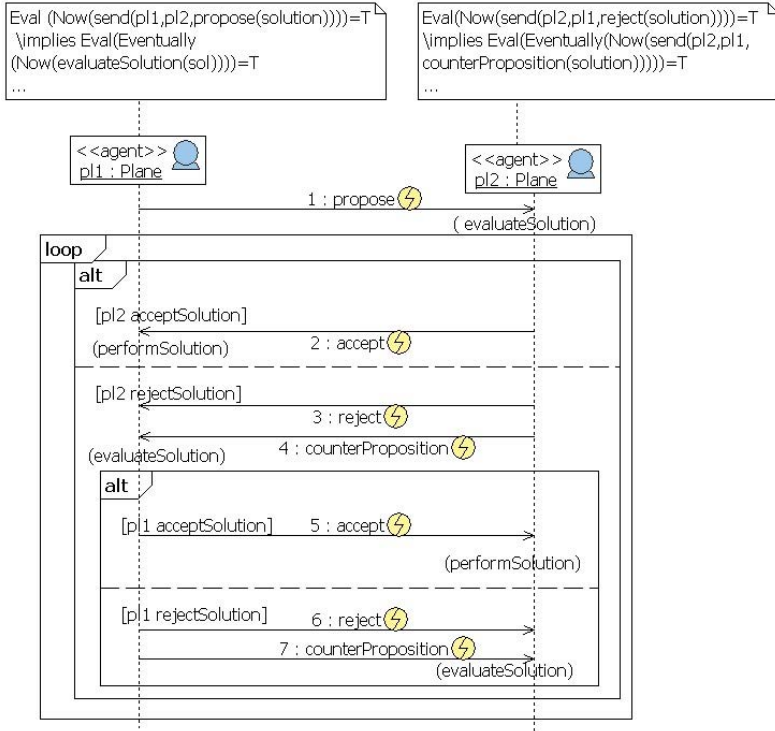 Eval (Now(send(pl1,pl2,propose(solution))))=T
\implies Eval(Eventually
(Now(evaluateSolution(sol))))=T
...
Eval(Now(send(pl2,pl1,reject(solution))))=T
\implies Eval(Eventually(Now(send(pl2,pl1,
counterProposition(solution)))))=T
...
<<agent>>
pl1 : Plane
<<agent>>
pl2 : Plane
1 : propose
( evaluateSolution)
loop
alt
[pl2 acceptSolution]
2 : accept
(performSolution)
[pl2 rejectSolution]
3 : reject
4 : counterProposition
(evaluateSolution)
alt
[pl1 acceptSolution]
5 : accept
(performSolution)
[pl1 rejectSolution]
6 : reject
7 : counterProposition
(evaluateSolution)